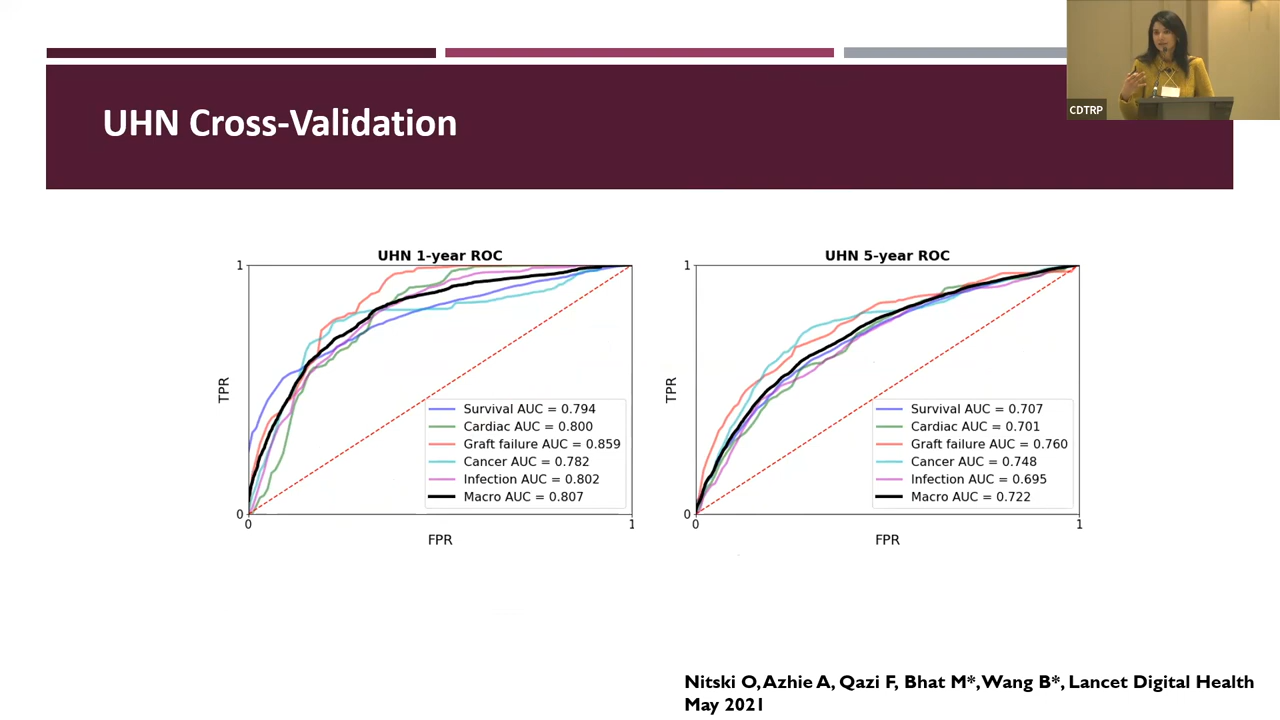 UHN Cross-Validation
CDTRP
UHN 1-year ROC
1
TPR
0
0
1
FPR
Survival AUC = 0.794
Cardiac AUC = 0.800
Graft failure AUC = 0.859
Cancer AUC = 0.782
Infection AUC = 0.802
Macro AUC = 0.807
UHN 5-year ROC
1
TPR
0
0
1
FPR
Survival AUC = 0.707
Cardiac AUC = 0.701
Graft failure AUC = 0.760
Cancer AUC = 0.748
Infection AUC = 0.695
Macro AUC = 0.722
Nitski O, Azhie A, Qazi F, Bhat M*, Wang B*, Lancet Digital Health
May 2021